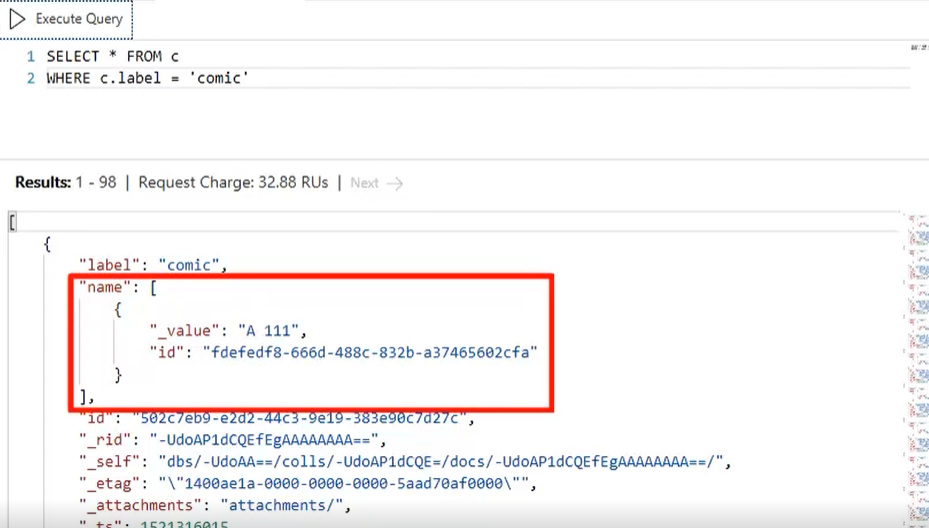 Execute Query
1 SELECT * FROM c
2 WHERE c.label = 'comic'
Results: 1 - 98 | Request Charge: 32.88 RUs | Next →
[
{
"label": "comic",
"name": [
{
"_value": "A 111",
"id": "fdefedf8-666d-488c-832b-a37465602cfa"
}
],
"id": "502c7eb9-e2d2-44c3-9e19-383e90c7d27c",
"_rid": "-UdoAP1dCQEfEgAAAAAAAA==",
"_self": "dbs/-UdoAA==/colls/-UdoAP1dCQE=/docs/-UdoAP1dCQEfEgAAAAAAAA==/",
"_etag": "\"1400ae1a-0000-0000-0000-5aad70af0000\"",
"_attachments": "attachments/",
"_ts": 1521316015